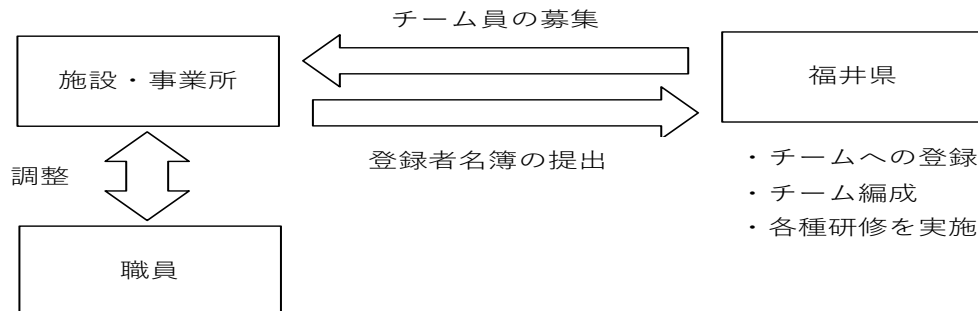 チーム員の募集
施設・事業所
福井県
登録者名簿の提出
調整
・チームへの登録
・チーム編成
・各種研修を実施
職員